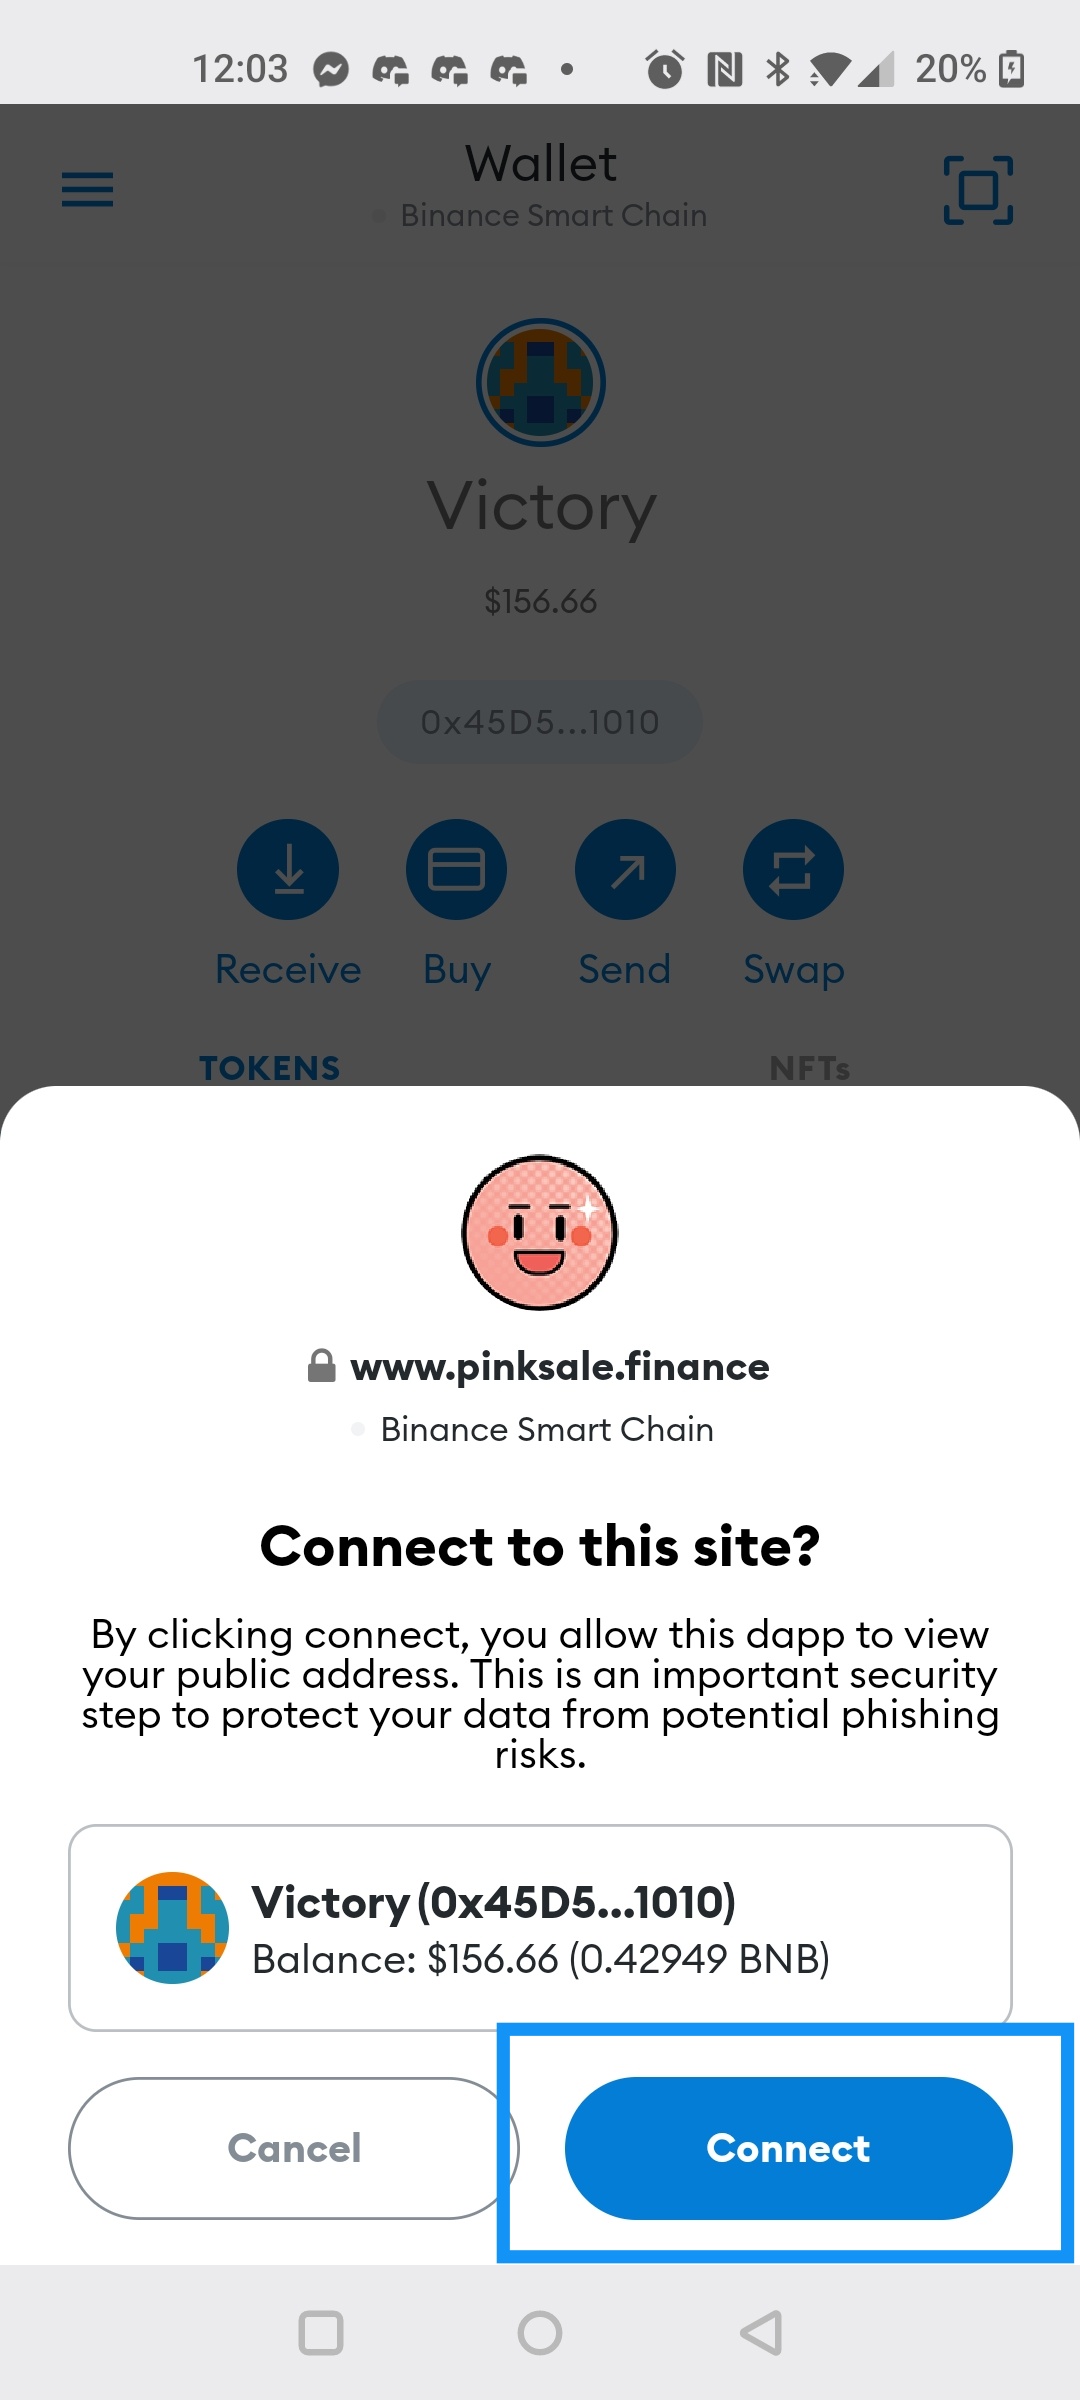 12:03
20%
Wallet
Binance Smart Chain
Victory
$156.66
0x45D5...1010
Receive Buy Send Swap
TOKENS NFTs
www.pinksale.finance
Binance Smart Chain
Connect to this site?
By clicking connect, you allow this dapp to view
your public address. This is an important security
step to protect your data from potential phishing
risks.
Victory (0x45D5...1010)
Balance: $156.66 (0.42949 BNB)
Cancel Connect